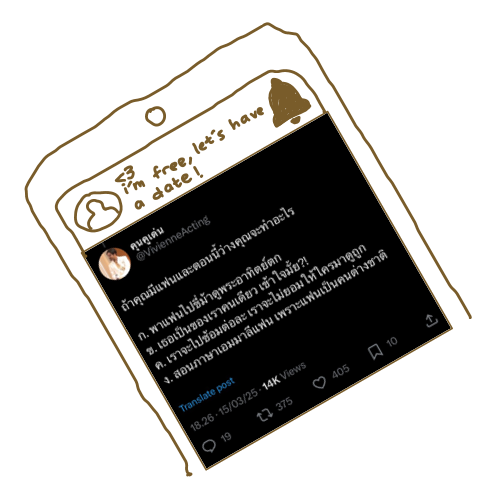 <3
i'm free, let's have
a date!
คุนดูเด่น
@VivienneActing
ถ้าคุณมีแฟนและตอนนี้ว่างคุณจะทำอะไร
ก. พาแฟนไปขี่ม้าดูพระอาทิตย์ตก
ข. เธอเป็นของเราคนเดียว เข้าใจมั้ย?!
ค. เราจะไปซ้อมต่อละ เราจะไม่ยอมให้ใครมาดูถูก
ง. สอนภาษาเอมมาลีแฟน เพราะแฟนเป็นคนต่างชาติ
Translate post
18.26 · 15/03/25 · 14K Views
19 375 405 10